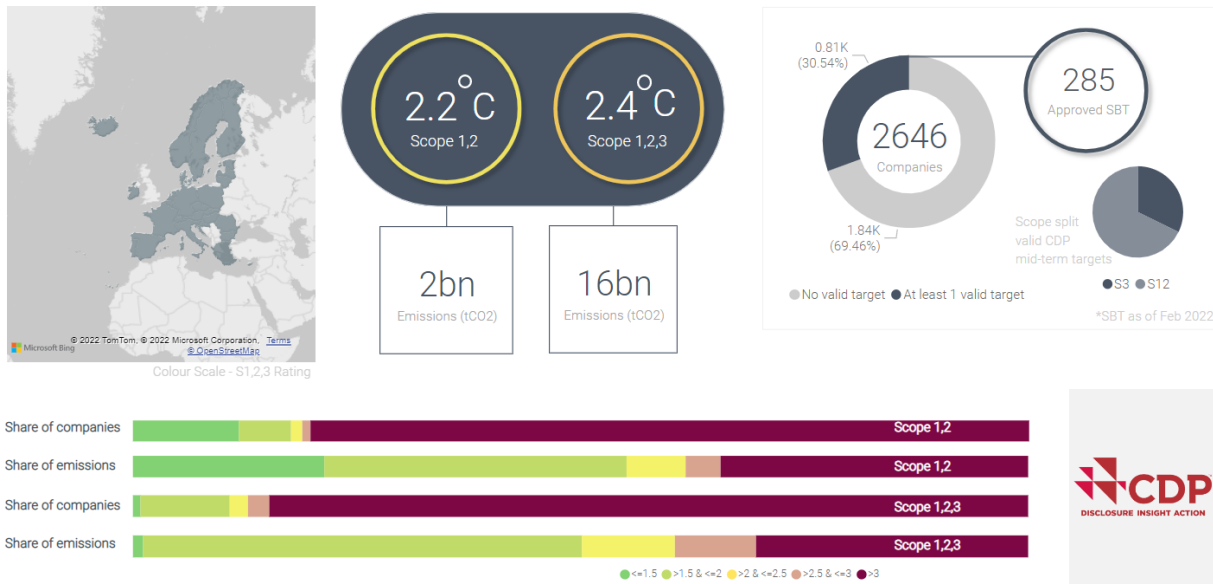 Microsoft Bing
© 2022 TomTom, © 2022 Microsoft Corporation, Terms
© OpenStreetMap
Colour Scale - S1,2,3 Rating
2.2°C
Scope 1,2
2.4°C
Scope 1,2,3
2bn
Emissions (tCO2)
16bn
Emissions (tCO2)
0.81K
(30.54%)
2646
Companies
1.84K
(69.46%)
285
Approved SBT
Scope split
valid CDP
mid-term targets
S3 S12
No valid target At least 1 valid target
*SBT as of Feb 2022
Share of companies Scope 1,2
Share of emissions Scope 1,2
Share of companies Scope 1,2,3
Share of emissions Scope 1,2,3
<=1.5 >1.5 & <=2 >2 & <=2.5 >2.5 & <=3 >3
CDP
DISCLOSURE INSIGHT ACTION